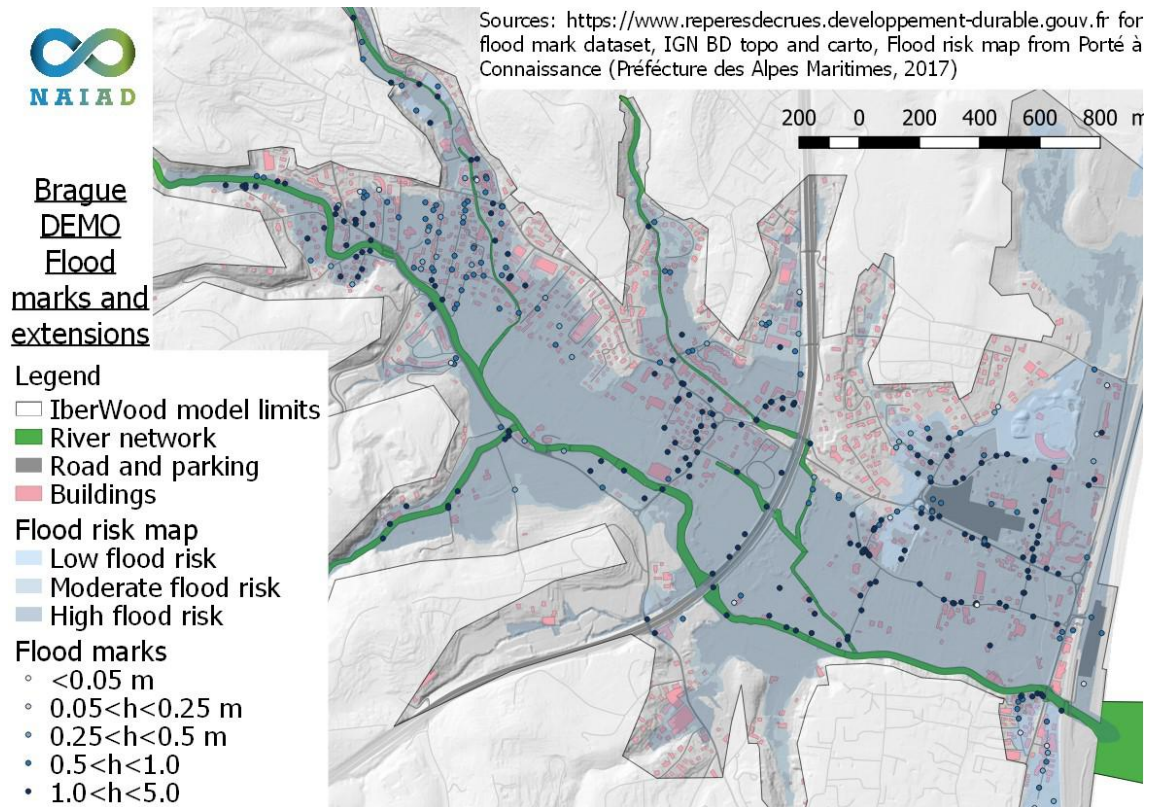 NAIAD
Sources: https://www.reperesdecrues.developpement-durable.gouv.fr for
flood mark dataset, IGN BD topo and carto, Flood risk map from Porté à
Connaissance (Préfécture des Alpes Maritimes, 2017)
200 0 200 400 600 800 m
Brague
DEMO
Flood
marks and
extensions
Legend
IberWood model limits
River network
Road and parking
Buildings
Flood risk map
Low flood risk
Moderate flood risk
High flood risk
Flood marks
<0.05 m
0.05<h<0.25 m
0.25<h<0.5 m
0.5<h<1.0
1.0<h<5.0